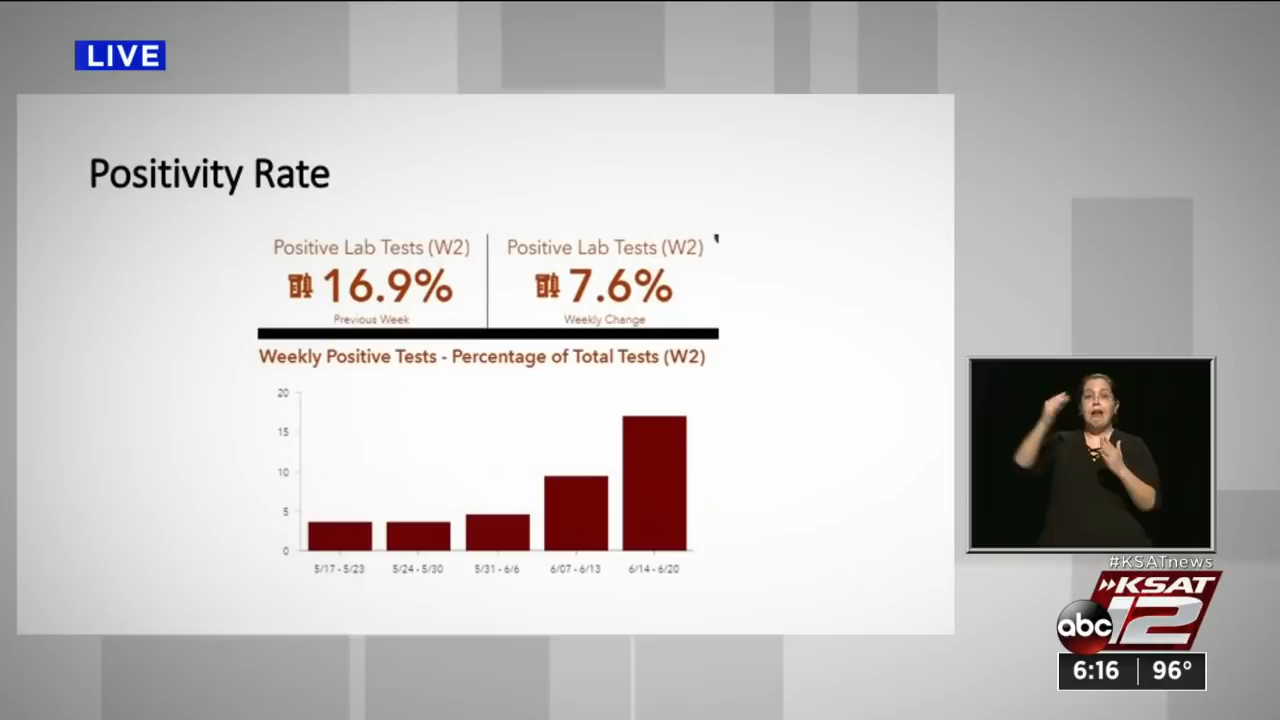 LIVE
Positivity Rate
Positive Lab Tests (W2)
16.9%
Previous Week
Positive Lab Tests (W2)
7.6%
Weekly Change
Weekly Positive Tests - Percentage of Total Tests (W2)
20
15
10
5
0
5/17 - 5/23
5/24 - 5/30
5/31 - 6/6
6/07 - 6/13
6/14 - 6/20
#KSATnews
KSAT
abc 12
6:16 96°